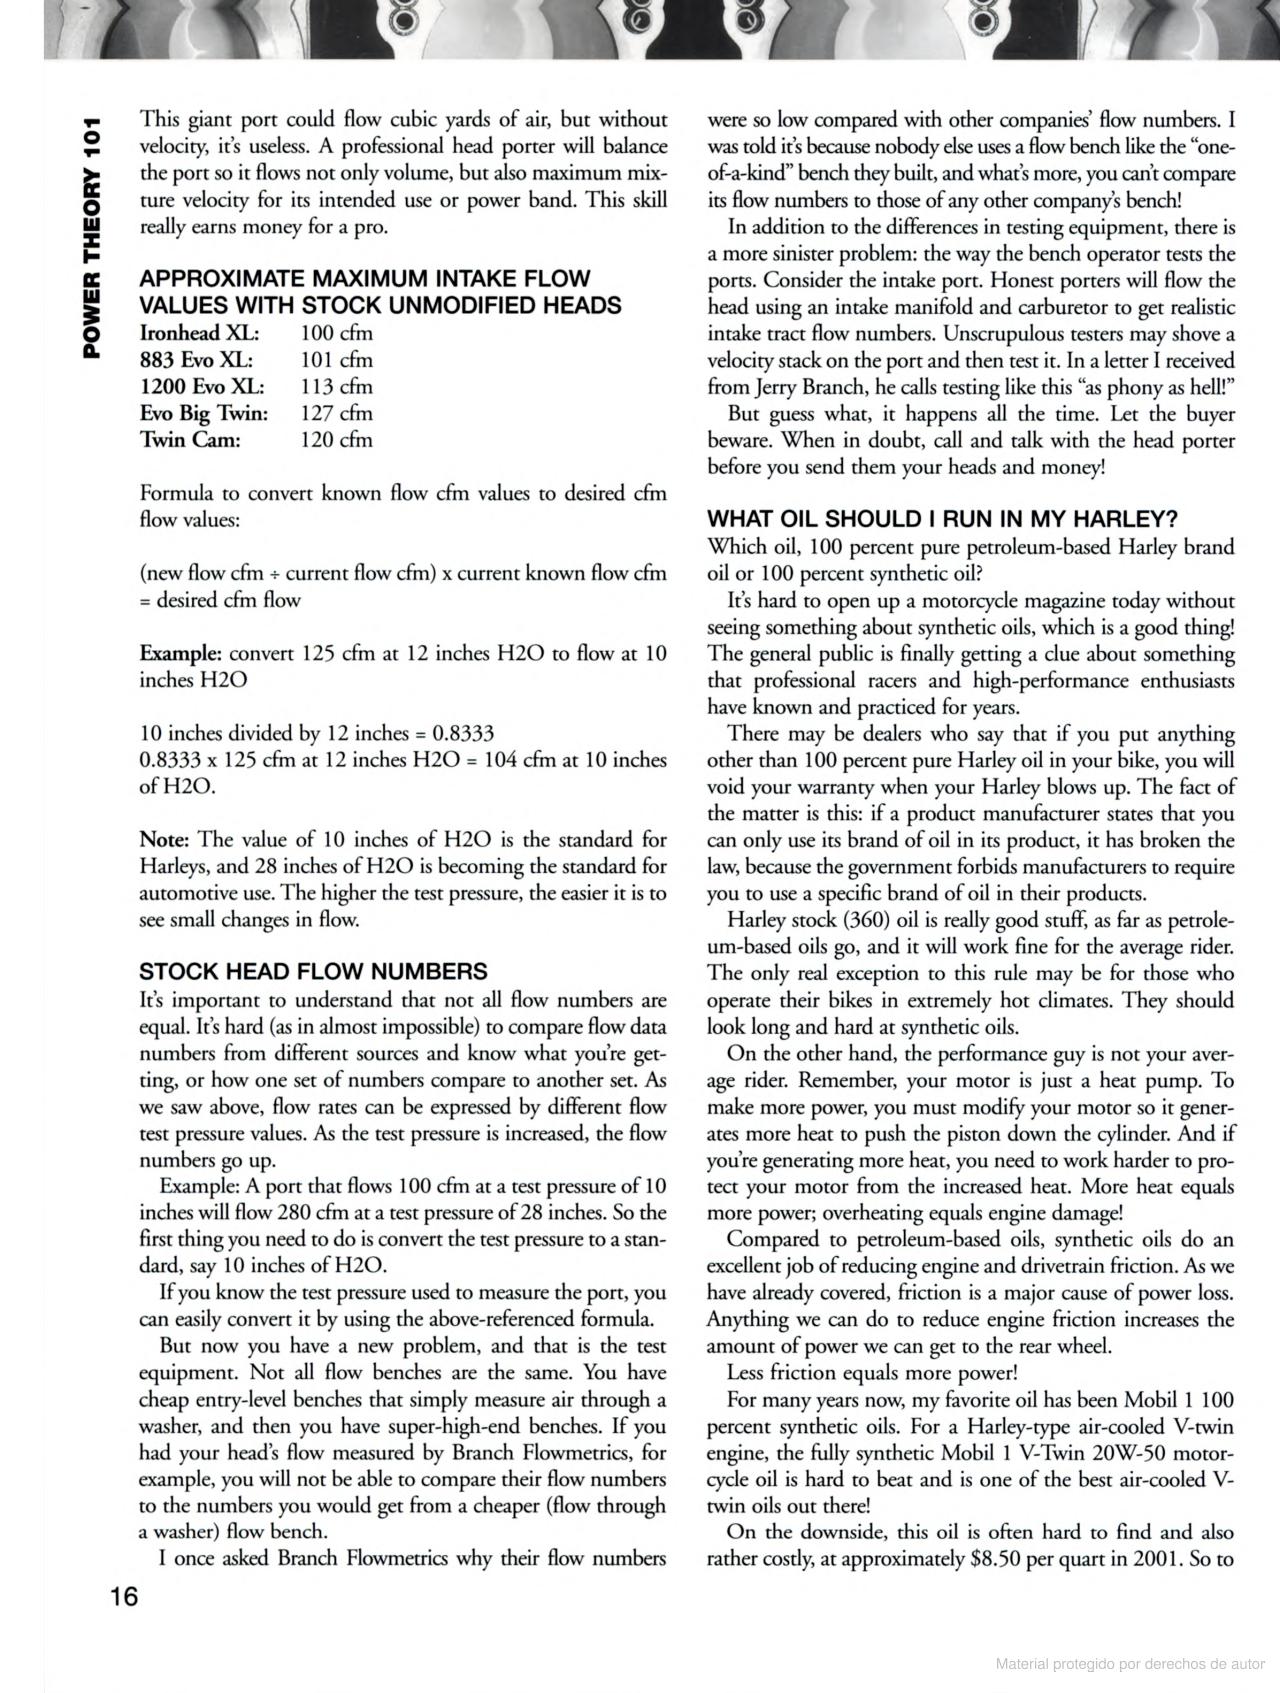 POWER THEORY 101
This giant port could flow cubic yards of air, but without
velocity, it's useless. A professional head porter will balance
the port so it flows not only volume, but also maximum mix-
ture velocity for its intended use or power band. This skill
really earns money for a pro.
APPROXIMATE MAXIMUM INTAKE FLOW
VALUES WITH STOCK UNMODIFIED HEADS
Ironhead XL: 100 cfm
883 Evo XL: 101 cfm
1200 Evo XL: 113 cfm
Evo Big Twin: 127 cfm
Twin Cam: 120 cfm
Formula to convert known flow cfm values to desired cfm
flow values:
(new flow cfm ÷ current flow cfm) x current known flow cfm
= desired cfm flow
Example: convert 125 cfm at 12 inches H2O to flow at 10
inches H2O
10 inches divided by 12 inches = 0.8333
0.8333 x 125 cfm at 12 inches H2O = 104 cfm at 10 inches
of H2O.
Note: The value of 10 inches of H2O is the standard for
Harleys, and 28 inches of H2O is becoming the standard for
automotive use. The higher the test pressure, the easier it is to
see small changes in flow.
STOCK HEAD FLOW NUMBERS
It's important to understand that not all flow numbers are
equal. It's hard (as in almost impossible) to compare flow data
numbers from different sources and know what you're get-
ting, or how one set of numbers compare to another set. As
we saw above, flow rates can be expressed by different flow
test pressure values. As the test pressure is increased, the flow
numbers go up.
Example: A port that flows 100 cfm at a test pressure of 10
inches will flow 280 cfm at a test pressure of 28 inches. So the
first thing you need to do is convert the test pressure to a stan-
dard, say 10 inches of H2O.
If you know the test pressure used to measure the port, you
can easily convert it by using the above-referenced formula.
But now you have a new problem, and that is the test
equipment. Not all flow benches are the same. You have
cheap entry-level benches that simply measure air through a
washer, and then you have super-high-end benches. If you
had your head's flow measured by Branch Flowmetrics, for
example, you will not be able to compare their flow numbers
to the numbers you would get from a cheaper (flow through
a washer) flow bench.
I once asked Branch Flowmetrics why their flow numbers
were so low compared with other companies' flow numbers. I
was told it's because nobody else uses a flow bench like the "one-
of-a-kind" bench they built, and what's more, you can't compare
its flow numbers to those of any other company's bench!
In addition to the differences in testing equipment, there is
a more sinister problem: the way the bench operator tests the
ports. Consider the intake port. Honest porters will flow the
head using an intake manifold and carburetor to get realistic
intake tract flow numbers. Unscrupulous testers may shove a
velocity stack on the port and then test it. In a letter I received
from Jerry Branch, he calls testing like this "as phony as hell!"
But guess what, it happens all the time. Let the buyer
beware. When in doubt, call and talk with the head porter
before you send them your heads and money!
WHAT OIL SHOULD I RUN IN MY HARLEY?
Which oil, 100 percent pure petroleum-based Harley brand
oil or 100 percent synthetic oil?
It's hard to open up a motorcycle magazine today without
seeing something about synthetic oils, which is a good thing!
The general public is finally getting a clue about something
that professional racers and high-performance enthusiasts
have known and practiced for years.
There may be dealers who say that if you put anything
other than 100 percent pure Harley oil in your bike, you will
void your warranty when your Harley blows up. The fact of
the matter is this: if a product manufacturer states that you
can only use its brand of oil in its product, it has broken the
law, because the government forbids manufacturers to require
you to use a specific brand of oil in their products.
Harley stock (360) oil is really good stuff, as far as petrole-
um-based oils go, and it will work fine for the average rider.
The only real exception to this rule may be for those who
operate their bikes in extremely hot climates. They should
look long and hard at synthetic oils.
On the other hand, the performance guy is not your aver-
age rider. Remember, your motor is just a heat pump. To
make more power, you must modify your motor so it gener-
ates more heat to push the piston down the cylinder. And if
you're generating more heat, you need to work harder to pro-
tect your motor from the increased heat. More heat equals
more power; overheating equals engine damage!
Compared to petroleum-based oils, synthetic oils do an
excellent job of reducing engine and drivetrain friction. As we
have already covered, friction is a major cause of power loss.
Anything we can do to reduce engine friction increases the
amount of power we can get to the rear wheel.
Less friction equals more power!
For many years now, my favorite oil has been Mobil 1 100
percent synthetic oils. For a Harley-type air-cooled V-twin
engine, the fully synthetic Mobil 1 V-Twin 20W-50 motor-
cycle oil is hard to beat and is one of the best air-cooled V-
twin oils out there!
On the downside, this oil is often hard to find and also
rather costly, at approximately $8.50 per quart in 2001. So to
16
Material protegido por derechos de autor